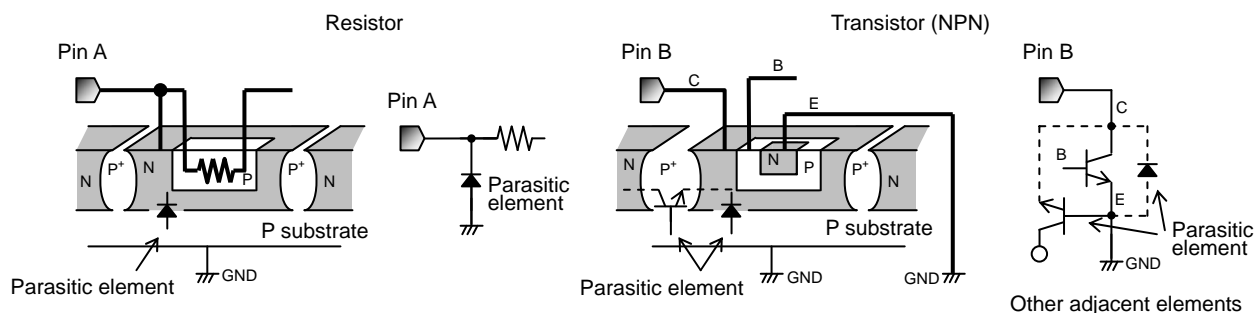 Resistor
Transistor (NPN)
Pin A
Pin B
Pin B
C
B
E
Pin A
C
N
P+
N
P
P+
N
N
P+
N
P
P+
N
B
E
Parasitic
element
P substrate
P substrate
Parasitic
element
GND
GND
GND
GND
Parasitic element
Parasitic element
Other adjacent elements